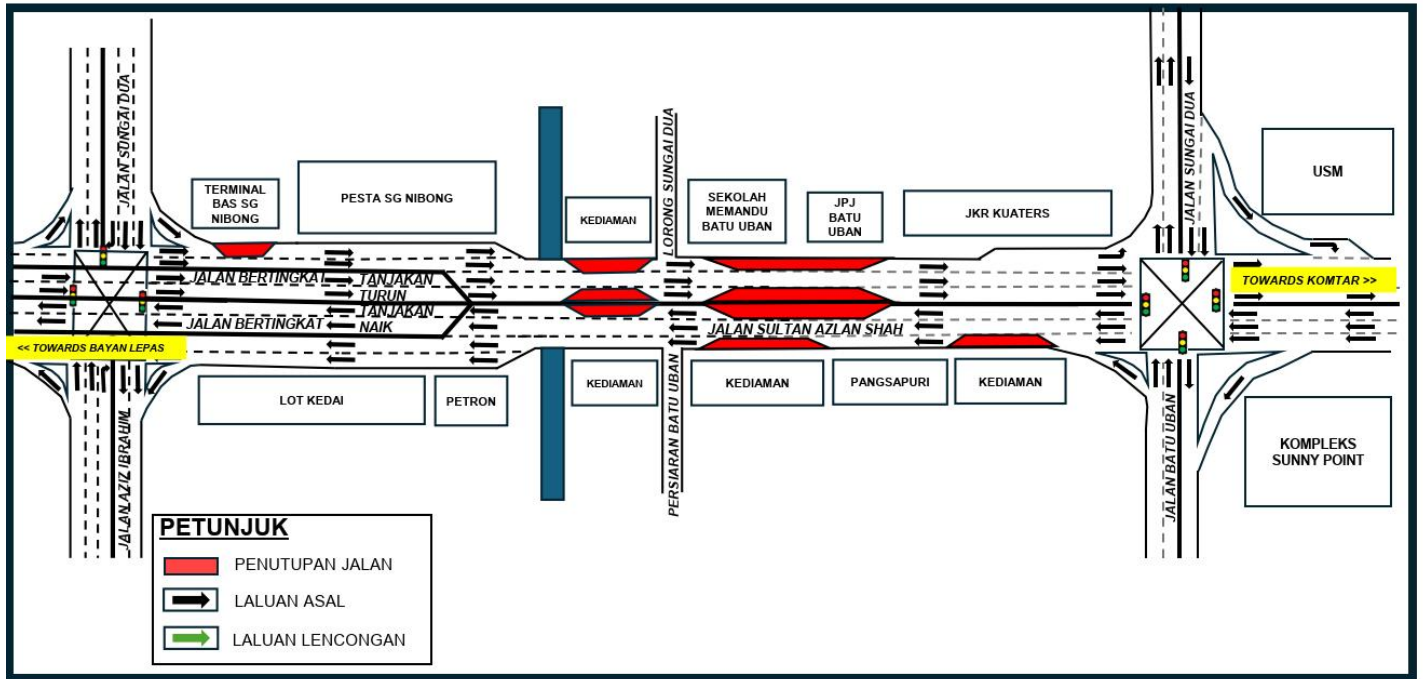 JALAN SUNGAI DUA
JALAN SUNGAI DUA
LORONG SUNGAI DUA
USM
TERMINAL
BAS SG
NIBONG
PESTA SG NIBONG
KEDIAMAN
SEKOLAH
MEMANDU
BATU UBAN
JPJ
BATU
UBAN
JKR KUATERS
JALAN BERTINGKAT
TANJAKAN
TURUN
TANJAKAN
NAIK
JALAN BERTINGKAT
JALAN SULTAN AZLAN SHAH
TOWARDS KOMTAR >>
<< TOWARDS BAYAN LEPAS
LOT KEDAI
PETRON
KEDIAMAN
KEDIAMAN
PANGSAPURI
KEDIAMAN
JALAN AZIZ IBRAHIM
PERSIARAN BATU UBAN
JALAN BATU UBAN
KOMPLEKS
SUNNY POINT
PETUNJUK
PENUTUPAN JALAN
LALUAN ASAL
LALUAN LENCONGAN